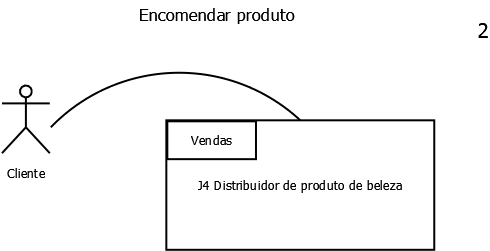 Encomendar produto
2
Vendas
Cliente
J4 Distribuidor de produto de beleza